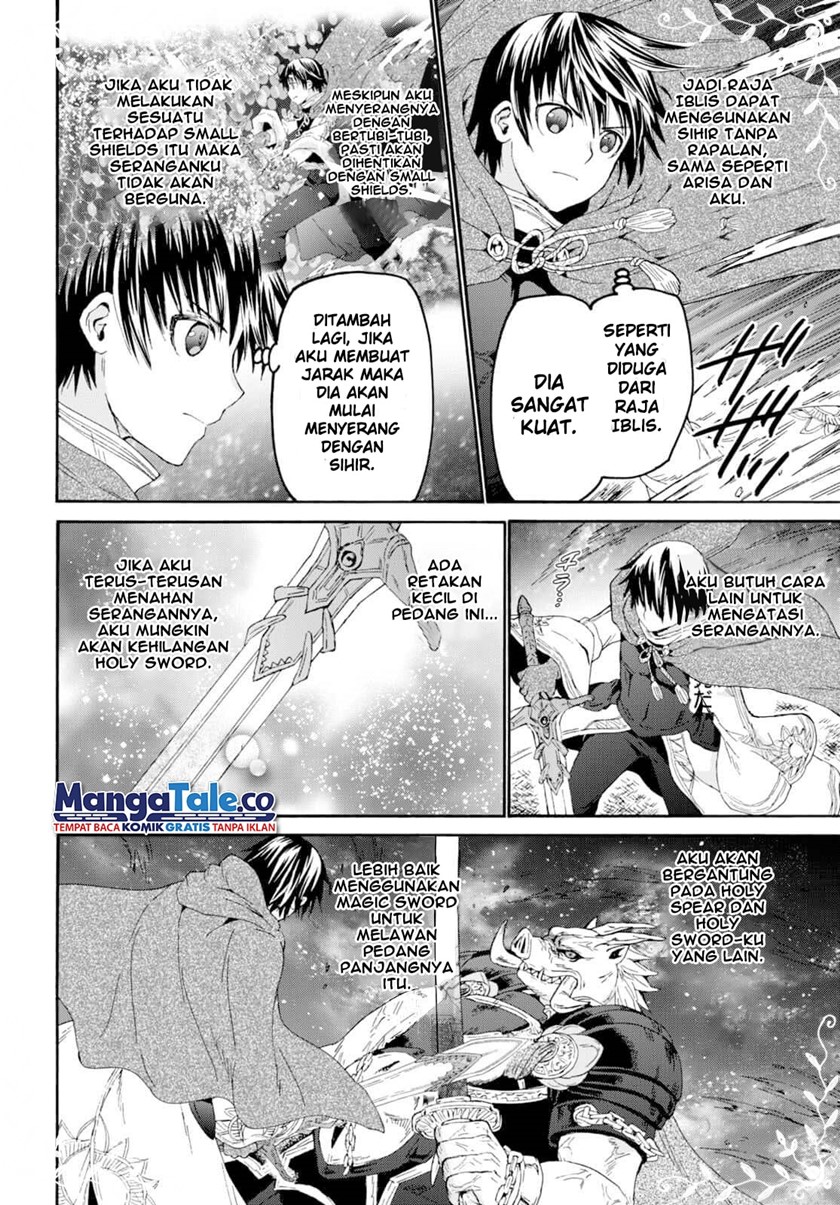 JADI RAJA
IBLIS DAPAT
MENGGUNAKAN
SIHIR TANPA
RAPALAN,
SAMA SEPERTI
ARISA DAN
AKU.
SEPERTI
YANG
DIDUGA
DARI
RAJA
IBLIS.
DIA
SANGAT
KUAT.
MESKIPUN AKU
MENYERANGNYA
DENGAN
BERTUBI-TUBI,
PASTI AKAN
DIHENTIKAN
DENGAN SMALL
SHIELDS.
JIKA AKU TIDAK
MELAKUKAN
SESUATU
TERHADAP SMALL
SHIELDS ITU MAKA
SERANGANKU
TIDAK AKAN
BERGUNA.
DITAMBAH
LAGI, JIKA
AKU MEMBUAT
JARAK MAKA
DIA AKAN
MULAI
MENYERANG
DENGAN
SIHIR.
AKU BUTUH CARA
LAIN UNTUK
MENGATASI
SERANGANNYA.
チラ…
ADA
RETAKAN
KECIL DI
PEDANG INI...
JIKA AKU
TERUS-TERUSAN
MENAHAN
SERANGANNYA,
AKU MUNGKIN
AKAN KEHILANGAN
HOLY SWORD.
MangaTale.co
TEMPAT BACA KOMIK GRATIS TANPA IKLAN
AKU AKAN
BERGANTUNG
PADA HOLY
SPEAR DAN
HOLY
SWORD-KU
YANG LAIN.
LEBIH BAIK
MENGGUNAKAN
MAGIC SWORD
UNTUK
MELAWAN
PEDANG
PANJANGNYA
ITU.